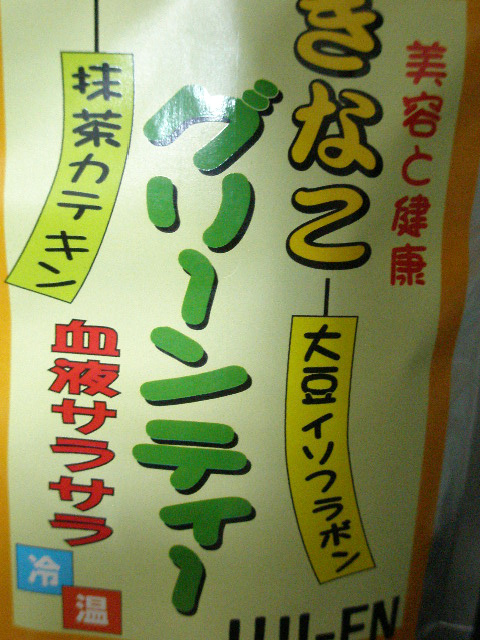 美容と健康
きなこ
大豆イソフラボン
グリーンティー
抹茶カテキン
血液サラサラ
冷
温